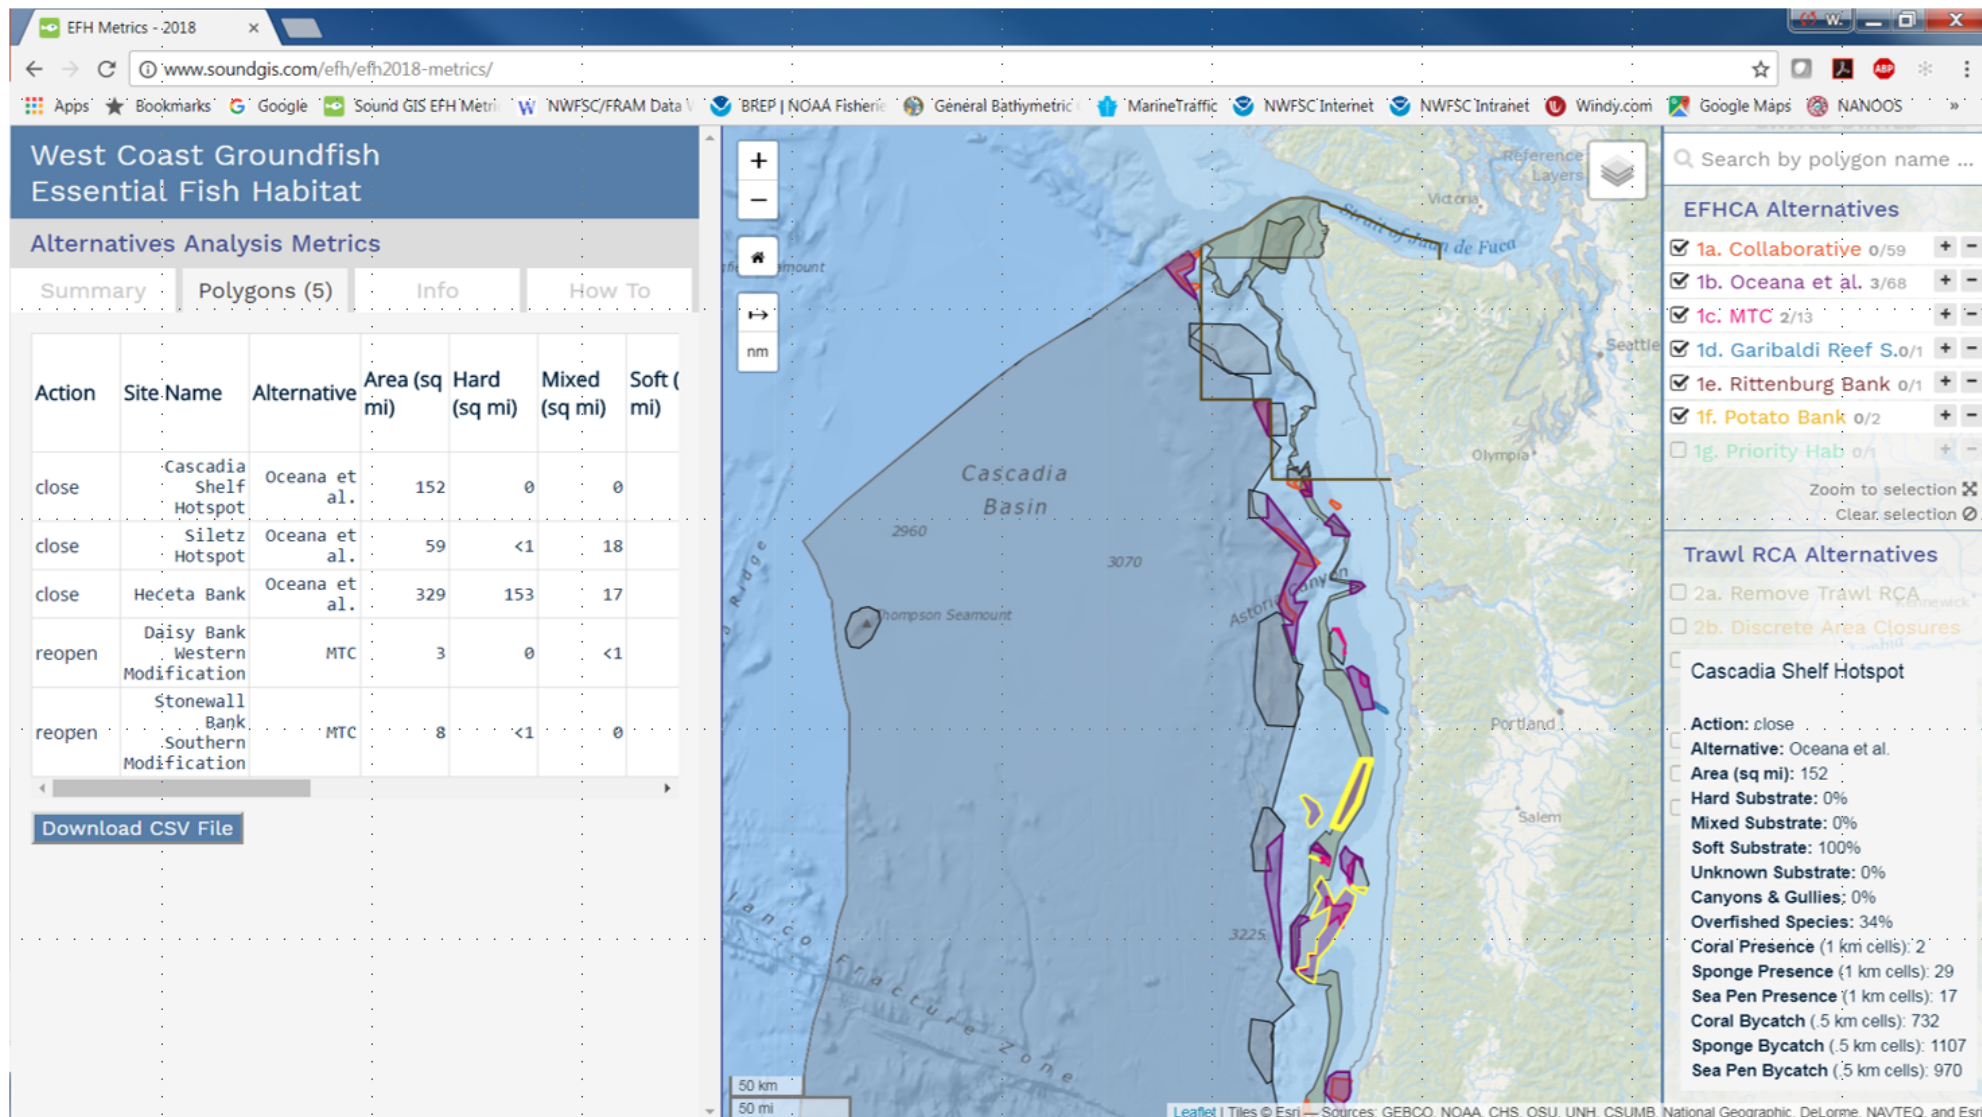 EFH Metrics - 2018
W.
www.soundgis.com/efh/efh2018-metrics/
ABP
Apps Bookmarks Google Sound GIS EFH Metri NWFSC/FRAM Data BREP | NOAA Fisherie General Bathymetric MarineTraffic NWFSC Internet NWFSC Intranet Windy.com Google Maps NANOOS »
West Coast Groundfish
Essential Fish Habitat
Alternatives Analysis Metrics
Summary Polygons (5) Info How To
Action Site Name Alternative Area (sq mi) Hard (sq mi) Mixed (sq mi) Soft ( mi)
close Cascadia Shelf Hotspot Oceana et al. 152 0 0
close Siletz Hotspot Oceana et al. 59 <1 18
close Heceta Bank Oceana et al. 329 153 17
reopen Daisy Bank Western Modification MTC 3 0 <1
reopen Stonewall Bank Southern Modification MTC 8 <1 0
Download CSV File
+
−
nm
Reference
Layers
Victoria
Strait of Juan de Fuca
amount
Seattle
Olympia
Cascadia
Basin
2960
3070
Astoria Canyon
Thompson Seamount
a Ridge
Portland
Salem
3225
lanco
Fracture Zone
50 km
50 mi
Leaflet | Tiles © Esri — Sources: GEBCO, NOAA, CHS, OSU, UNH, CSUMB, National Geographic, DeLorme, NAVTEQ, and Esri
Search by polygon name ...
EFHCA Alternatives
1a. Collaborative 0/59 + −
1b. Oceana et al. 3/68 + −
1c. MTC 2/13 + −
1d. Garibaldi Reef S. 0/1 + −
1e. Rittenburg Bank 0/1 + −
1f. Potato Bank 0/2 + −
1g. Priority Hab 0/1 + −
Zoom to selection
Clear selection
Trawl RCA Alternatives
2a. Remove Trawl RCA
Kennewick
2b. Discrete Area Closures
Cascadia Shelf Hotspot
Action: close
Alternative: Oceana et al.
Area (sq mi): 152
Hard Substrate: 0%
Mixed Substrate: 0%
Soft Substrate: 100%
Unknown Substrate: 0%
Canyons & Gullies: 0%
Overfished Species: 34%
Coral Presence (1 km cells): 2
Sponge Presence (1 km cells): 29
Sea Pen Presence (1 km cells): 17
Coral Bycatch (.5 km cells): 732
Sponge Bycatch (.5 km cells): 1107
Sea Pen Bycatch (.5 km cells): 970